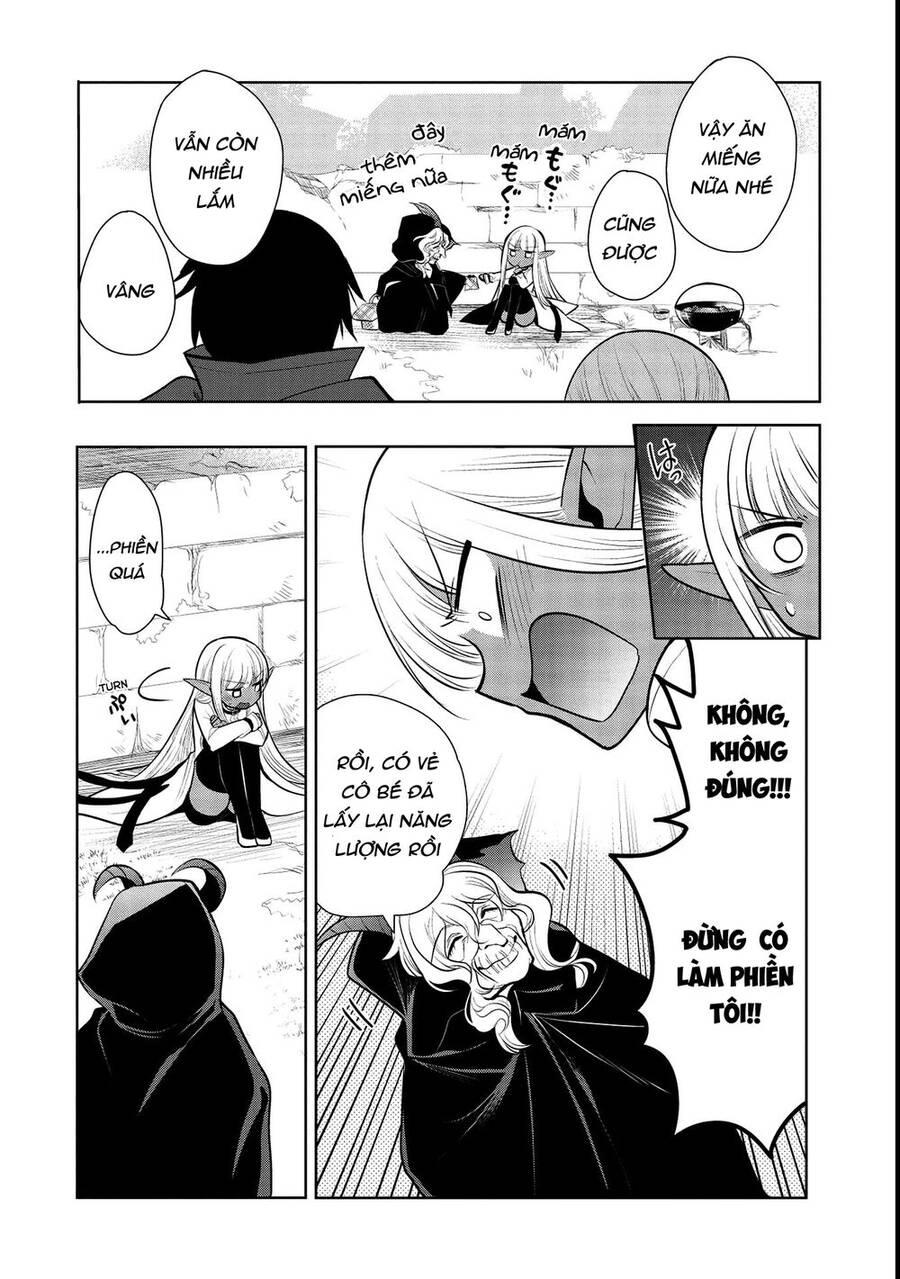 VẬY ĂN
MIẾNG
NỮA NHÉ
CŨNG
ĐƯỢC
măm
măm
もぐ…
もぐ…
đây
thêm
miếng nữa
VẪN CÒN
NHIỀU
LẮM
VÂNG
はっ
KHÔNG,
KHÔNG
ĐÚNG!!!
ĐỪNG CÓ
LÀM PHIỀN
TÔI!!
RỒI, CÓ VẺ
CÔ BÉ ĐÃ
LẤY LẠI NĂNG
LƯỢNG RỒI
...PHIỀN
QUÁ
TURN
ぷい